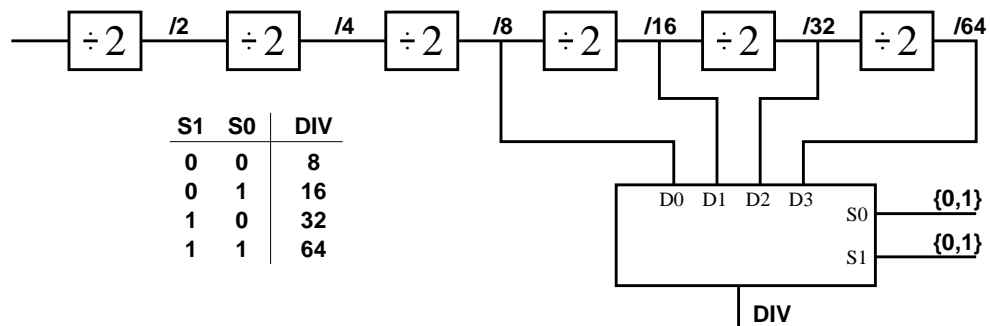 ÷2 /2 ÷2 /4 ÷2 /8 ÷2 /16 ÷2 /32 ÷2 /64
S1 S0 DIV
0 0 8
0 1 16
1 0 32
1 1 64
D0 D1 D2 D3
S0 {0,1}
S1 {0,1}
DIV